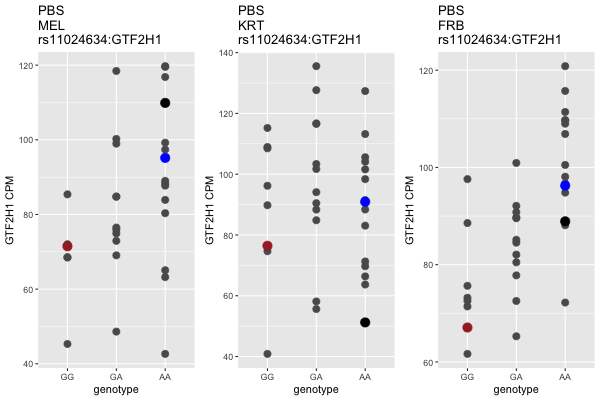 PBS
MEL
rs11024634:GTF2H1
GTF2H1 CPM
120
100
80
60
40
GG
GA
AA
genotype
PBS
KRT
rs11024634:GTF2H1
GTF2H1 CPM
140
120
100
80
60
40
GG
GA
AA
genotype
PBS
FRB
rs11024634:GTF2H1
GTF2H1 CPM
120
100
80
60
GG
GA
AA
genotype